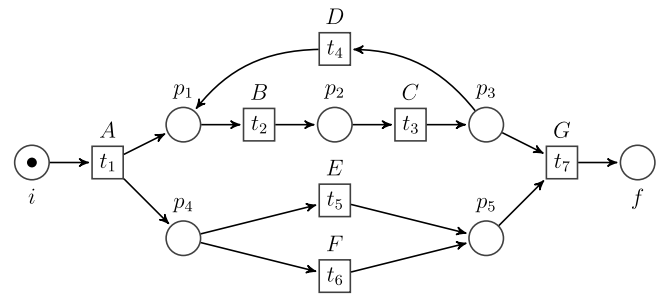 D
t4
p1 B p2 C p3
t2 t3
A G
t1 t7
i E f
p4 t5 p5
F
t6